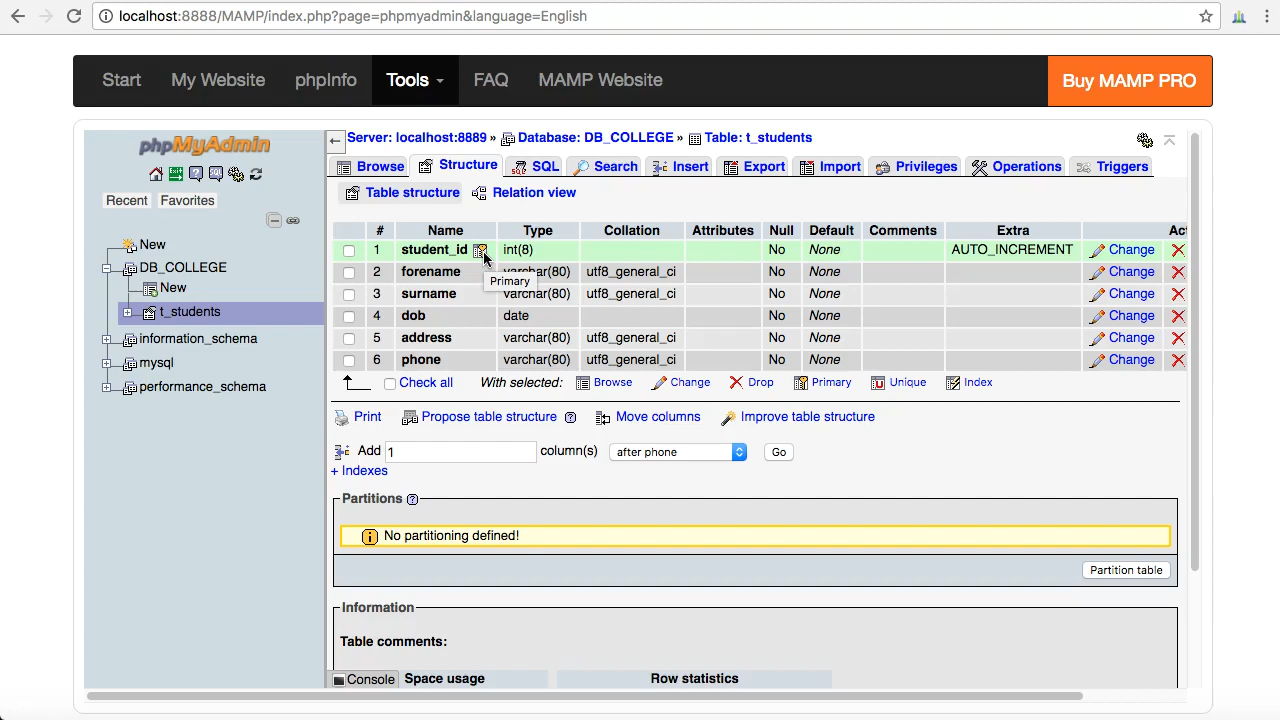 localhost:8888/MAMP/index.php?page=phpmyadmin&language=English
Start My Website phpInfo Tools FAQ MAMP Website Buy MAMP PRO
phpMyAdmin
Recent Favorites
New
DB_COLLEGE
New
t_students
information_schema
mysql
performance_schema
Server: localhost:8889 » Database: DB_COLLEGE » Table: t_students
Browse Structure SQL Search Insert Export Import Privileges Operations Triggers
Table structure Relation view
# Name Type Collation Attributes Null Default Comments Extra Act
1 student_id int(8) No None AUTO_INCREMENT Change
2 forename varchar(80) utf8_general_ci No None Change
Primary
3 surname varchar(80) utf8_general_ci No None Change
4 dob date No None Change
5 address varchar(80) utf8_general_ci No None Change
6 phone varchar(80) utf8_general_ci No None Change
Check all With selected: Browse Change Drop Primary Unique Index
Print Propose table structure Move columns Improve table structure
Add 1 column(s) after phone Go
+ Indexes
Partitions
No partitioning defined!
Partition table
Information
Table comments:
Console Space usage Row statistics